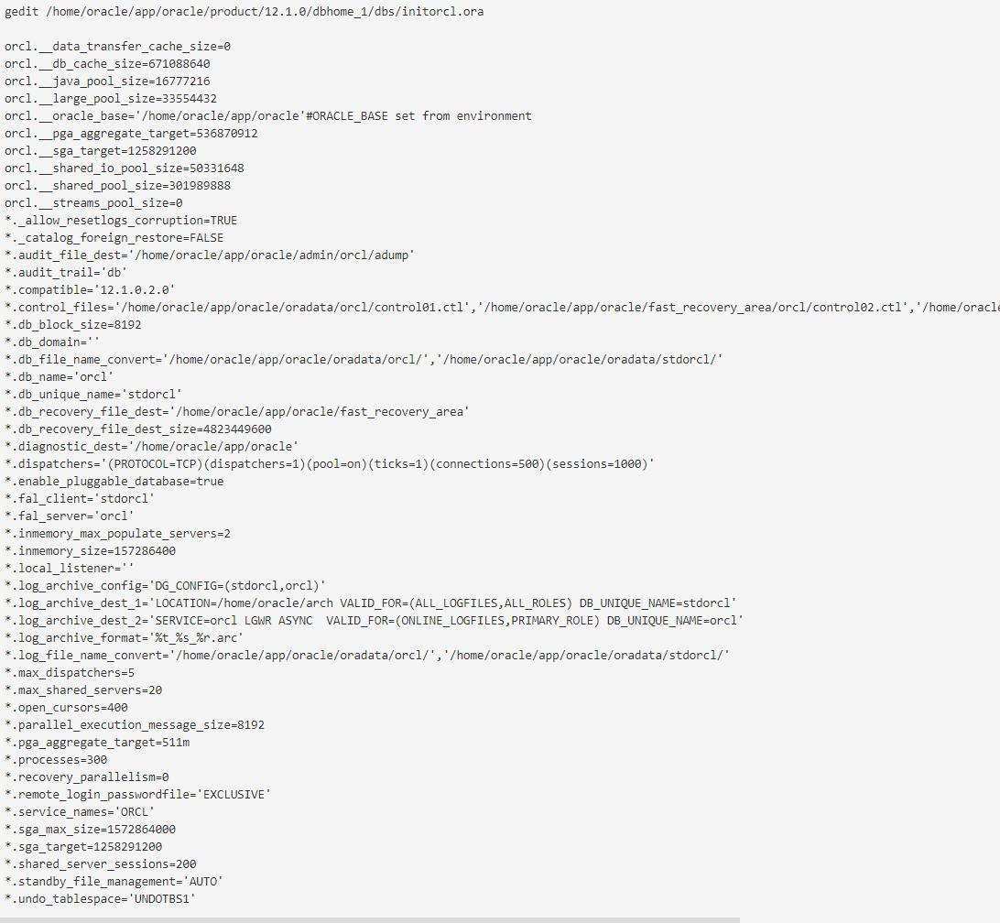 gedit /home/oracle/app/oracle/product/12.1.0/dbhome_1/dbs/initorcl.ora
orcl.__data_transfer_cache_size=0
orcl.__db_cache_size=671088640
orcl.__java_pool_size=16777216
orcl.__large_pool_size=33554432
orcl.__oracle_base='/home/oracle/app/oracle'#ORACLE_BASE set from environment
orcl.__pga_aggregate_target=536870912
orcl.__sga_target=1258291200
orcl.__shared_io_pool_size=50331648
orcl.__shared_pool_size=301989888
orcl.__streams_pool_size=0
*._allow_resetlogs_corruption=TRUE
*._catalog_foreign_restore=FALSE
*.audit_file_dest='/home/oracle/app/oracle/admin/orcl/adump'
*.audit_trail='db'
*.compatible='12.1.0.2.0'
*.control_files='/home/oracle/app/oracle/oradata/orcl/control01.ctl','/home/oracle/app/oracle/fast_recovery_area/orcl/control02.ctl','/home/oracle
*.db_block_size=8192
*.db_domain=''
*.db_file_name_convert='/home/oracle/app/oracle/oradata/orcl/','/home/oracle/app/oracle/oradata/stdorcl/'
*.db_name='orcl'
*.db_unique_name='stdorcl'
*.db_recovery_file_dest='/home/oracle/app/oracle/fast_recovery_area'
*.db_recovery_file_dest_size=4823449600
*.diagnostic_dest='/home/oracle/app/oracle'
*.dispatchers='(PROTOCOL=TCP)(dispatchers=1)(pool=on)(ticks=1)(connections=500)(sessions=1000)'
*.enable_pluggable_database=true
*.fal_client='stdorcl'
*.fal_server='orcl'
*.inmemory_max_populate_servers=2
*.inmemory_size=157286400
*.local_listener=''
*.log_archive_config='DG_CONFIG=(stdorcl,orcl)'
*.log_archive_dest_1='LOCATION=/home/oracle/arch VALID_FOR=(ALL_LOGFILES,ALL_ROLES) DB_UNIQUE_NAME=stdorcl'
*.log_archive_dest_2='SERVICE=orcl LGWR ASYNC  VALID_FOR=(ONLINE_LOGFILES,PRIMARY_ROLE) DB_UNIQUE_NAME=orcl'
*.log_archive_format='%t_%s_%r.arc'
*.log_file_name_convert='/home/oracle/app/oracle/oradata/orcl/','/home/oracle/app/oracle/oradata/stdorcl/'
*.max_dispatchers=5
*.max_shared_servers=20
*.open_cursors=400
*.parallel_execution_message_size=8192
*.pga_aggregate_target=511m
*.processes=300
*.recovery_parallelism=0
*.remote_login_passwordfile='EXCLUSIVE'
*.service_names='ORCL'
*.sga_max_size=1572864000
*.sga_target=1258291200
*.shared_server_sessions=200
*.standby_file_management='AUTO'
*.undo_tablespace='UNDOTBS1'